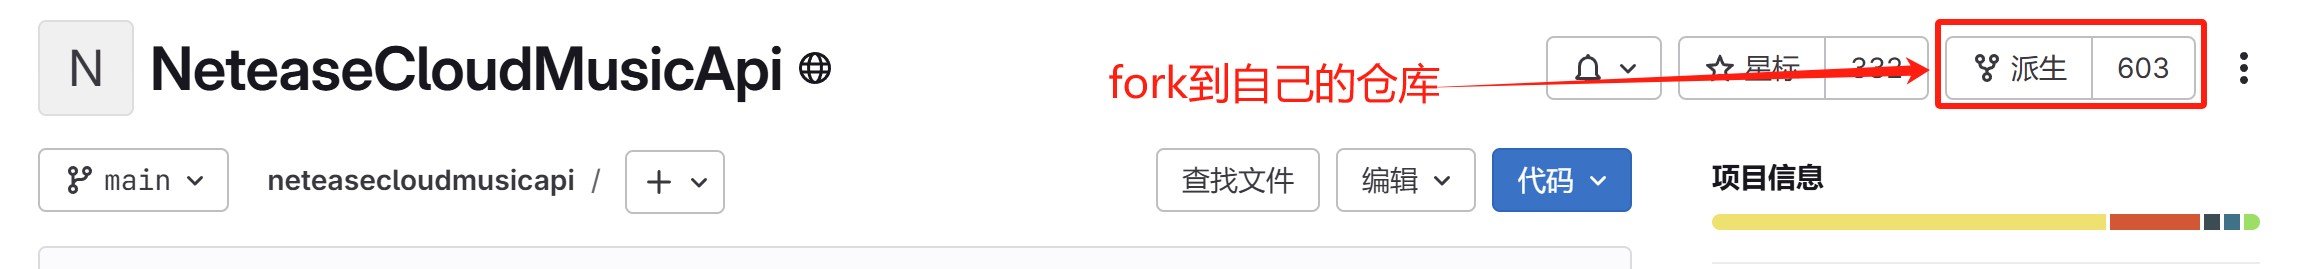 N NeteaseCloudMusicApi
fork到自己的仓库
星标 332
派生 603
main
neteasecloudmusicapi /
查找文件
编辑
代码
项目信息